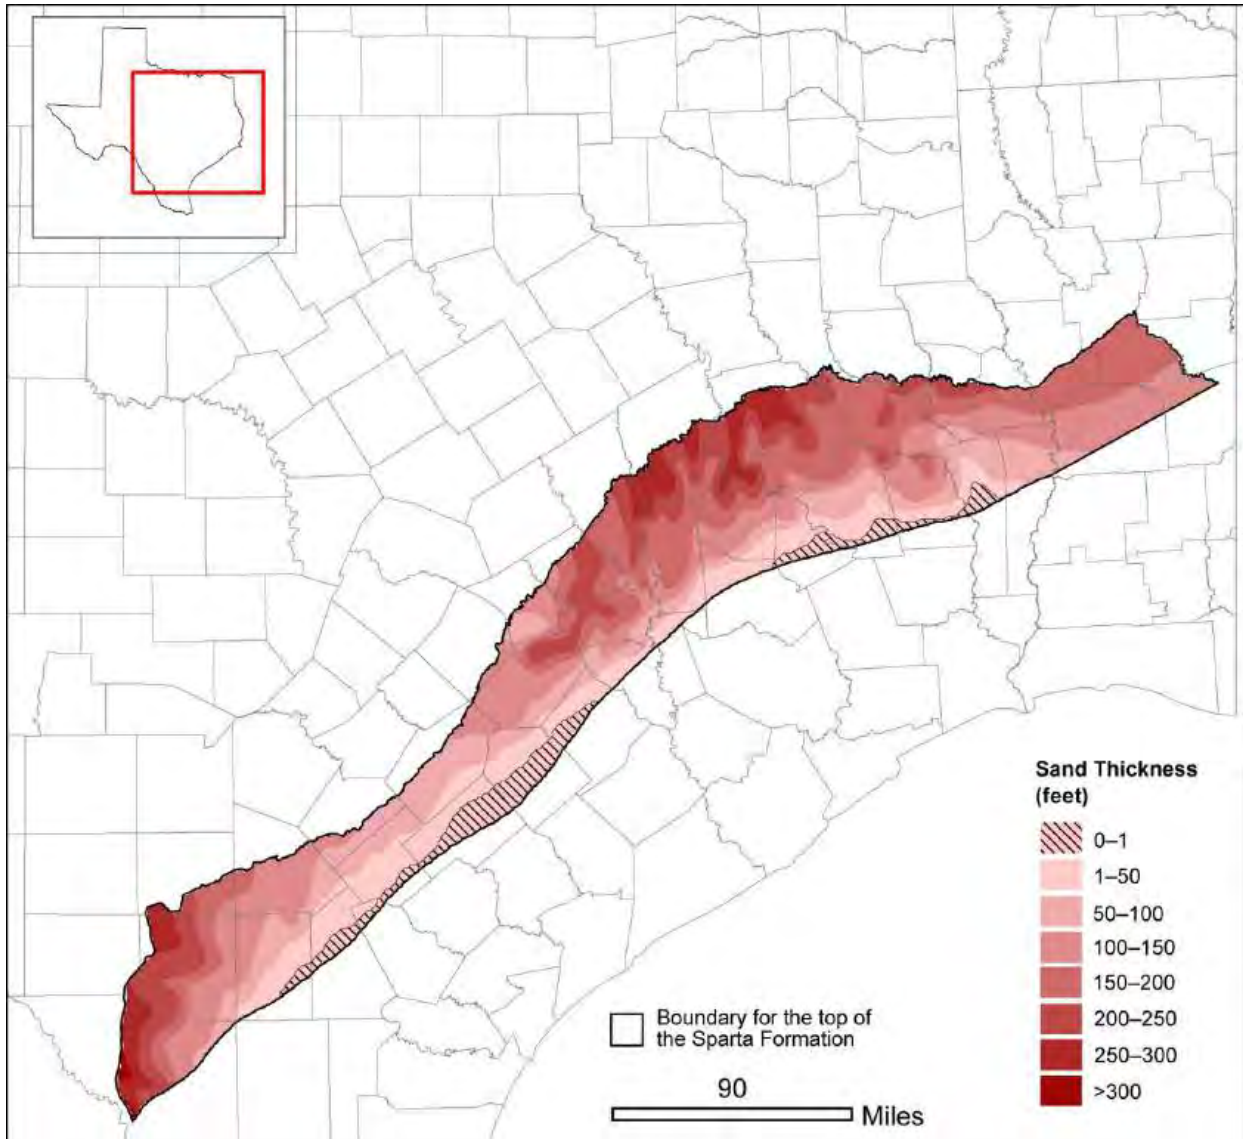 Sand Thickness
(feet)
0–1
1–50
50–100
100–150
150–200
200–250
250–300
>300
Boundary for the top of
the Sparta Formation
90
Miles